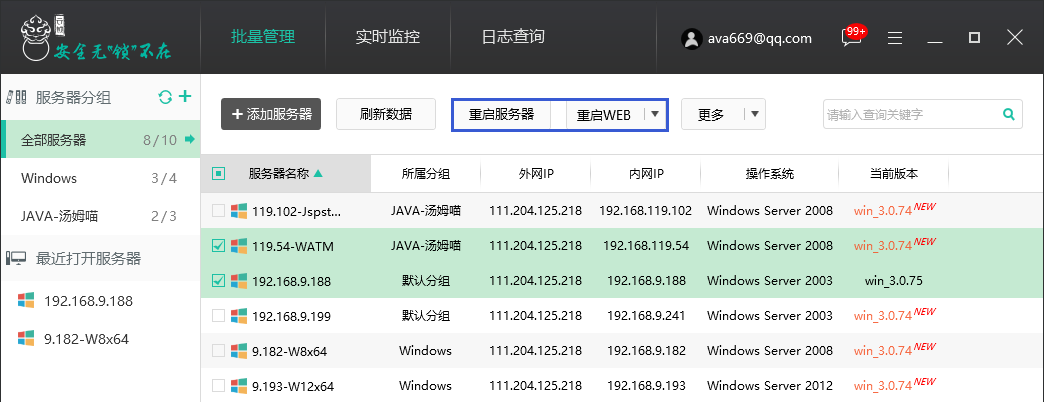 安全无"锁"不在
批量管理 实时监控 日志查询 ava669@qq.com 99+
服务器分组
全部服务器 8/10
Windows 3/4
JAVA-汤姆喵 2/3
最近打开服务器
192.168.9.188
9.182-W8x64
添加服务器 刷新数据 重启服务器 重启WEB 更多 请输入查询关键字
服务器名称 所属分组 外网IP 内网IP 操作系统 当前版本
119.102-Jspst... JAVA-汤姆喵 111.204.125.218 192.168.119.102 Windows Server 2008 win_3.0.74 NEW
119.54-WATM JAVA-汤姆喵 111.204.125.218 192.168.119.54 Windows Server 2008 win_3.0.74 NEW
192.168.9.188 默认分组 111.204.125.218 192.168.9.188 Windows Server 2003 win_3.0.75
192.168.9.199 默认分组 111.204.125.218 192.168.9.241 Windows Server 2003 win_3.0.74 NEW
9.182-W8x64 Windows 111.204.125.218 192.168.9.182 Windows Server 2008 win_3.0.74 NEW
9.193-W12x64 Windows 111.204.125.218 192.168.9.193 Windows Server 2012 win_3.0.74 NEW